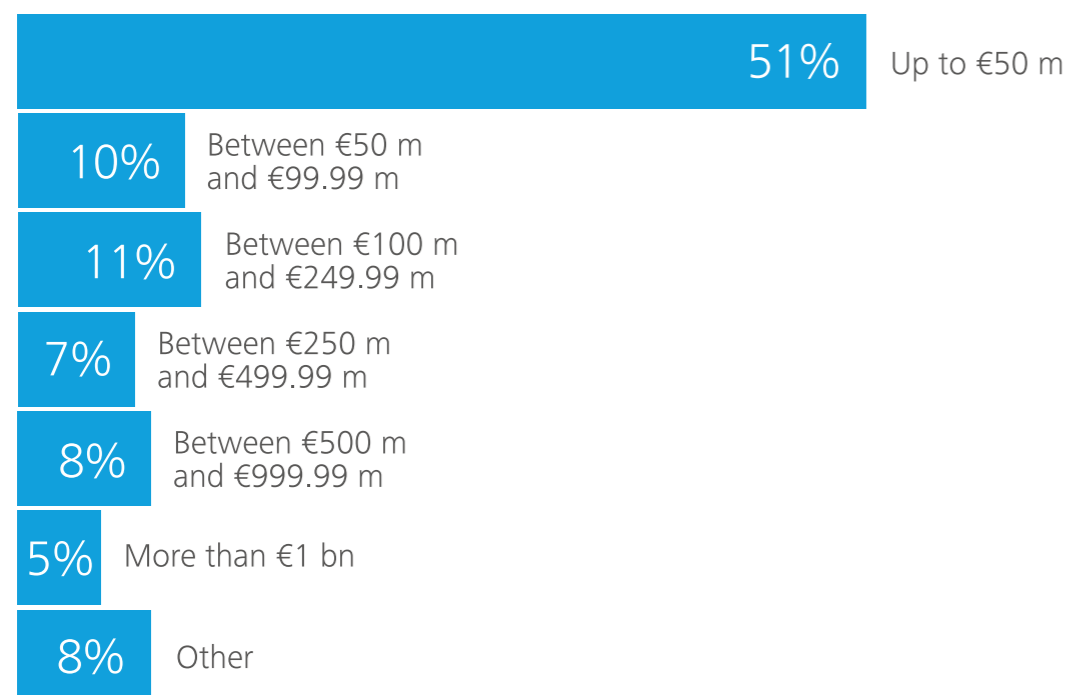 51% Up to €50 m
10% Between €50 m
and €99.99 m
11% Between €100 m
and €249.99 m
7% Between €250 m
and €499.99 m
8% Between €500 m
and €999.99 m
5% More than €1 bn
8% Other